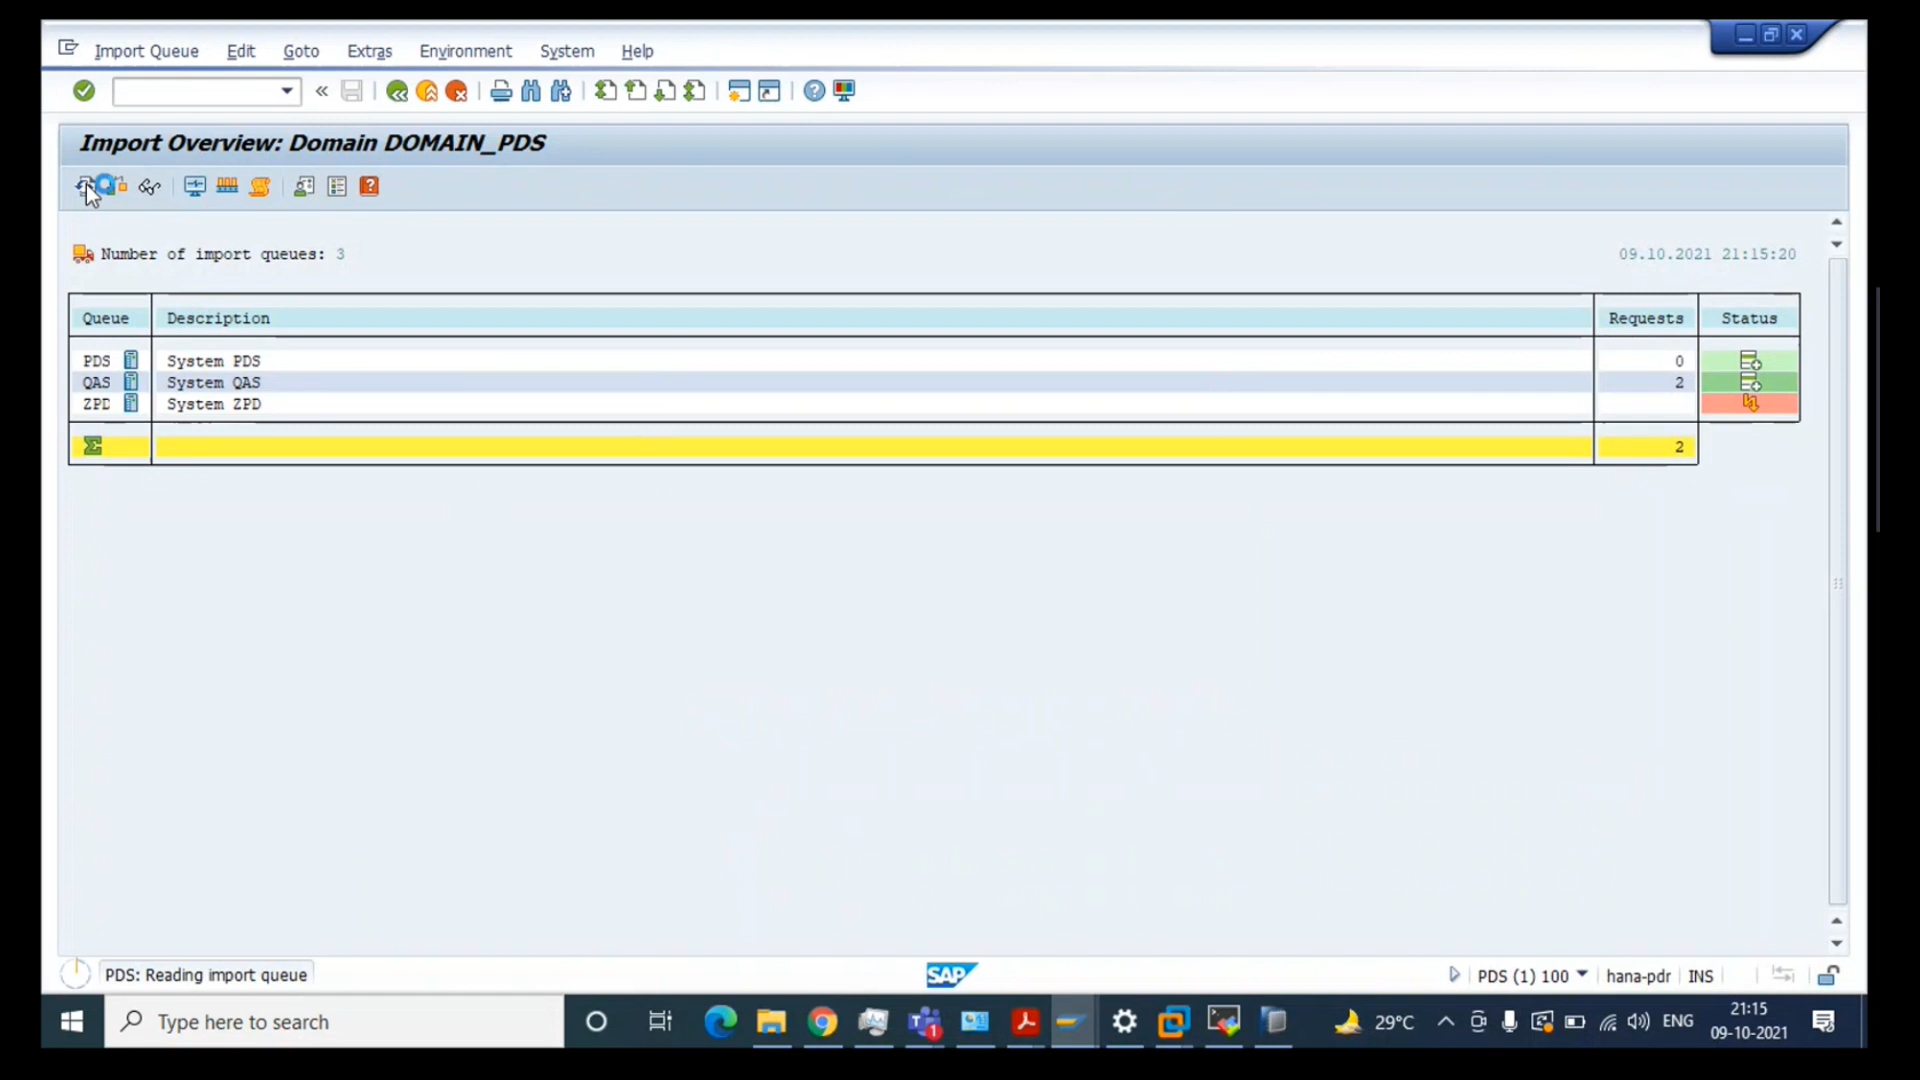 Import Queue Edit Goto Extras Environment System Help
Import Overview: Domain DOMAIN_PDS
Number of import queues: 3
09.10.2021 21:15:20
Queue Description Requests Status
PDS System PDS 0
QAS System QAS 2
ZPD System ZPD
2
PDS: Reading import queue
SAP
PDS (1) 100 hana-pdr INS
Type here to search
1
29°C
ENG
21:15
09-10-2021